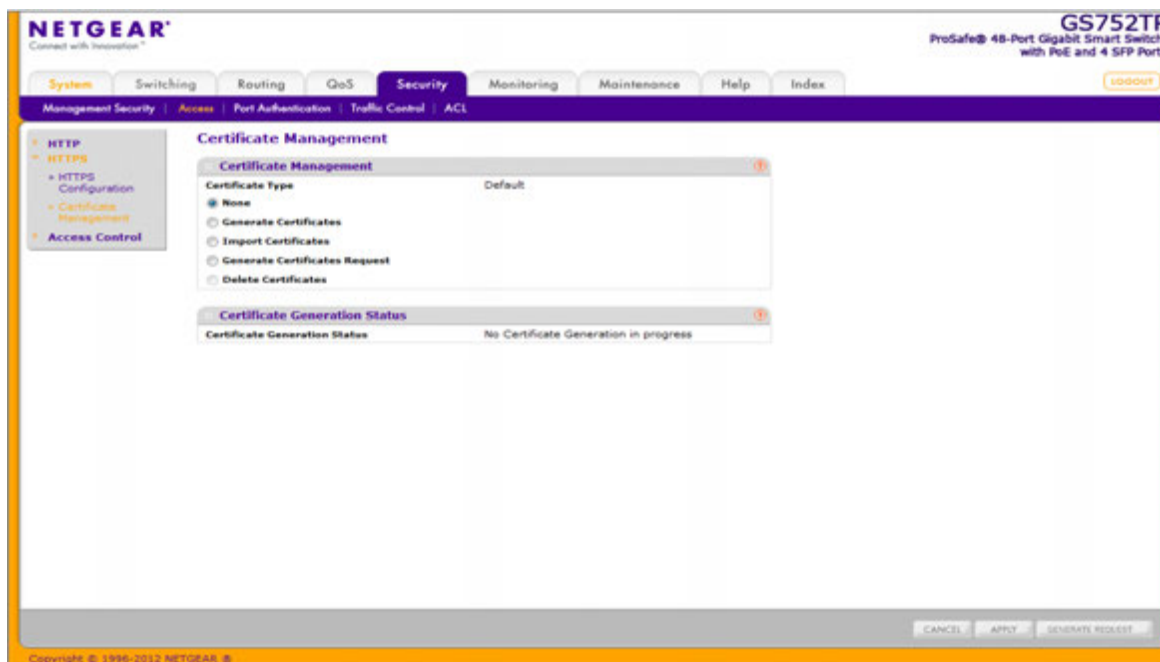 NETGEAR®
Connect with Innovation™
GS752TP
ProSafe® 48-Port Gigabit Smart Switch
with PoE and 4 SFP Port
System Switching Routing QoS Security Monitoring Maintenance Help Index
LOGOUT
Management Security | Access | Port Authentication | Traffic Control | ACL
HTTP
HTTPS
» HTTPS
Configuration
» Certificate
Management
Access Control
Certificate Management
Certificate Management
Certificate Type Default
None
Generate Certificates
Import Certificates
Generate Certificates Request
Delete Certificates
Certificate Generation Status
Certificate Generation Status No Certificate Generation in progress
CANCEL APPLY GENERATE REQUEST
Copyright © 1996-2012 NETGEAR ®